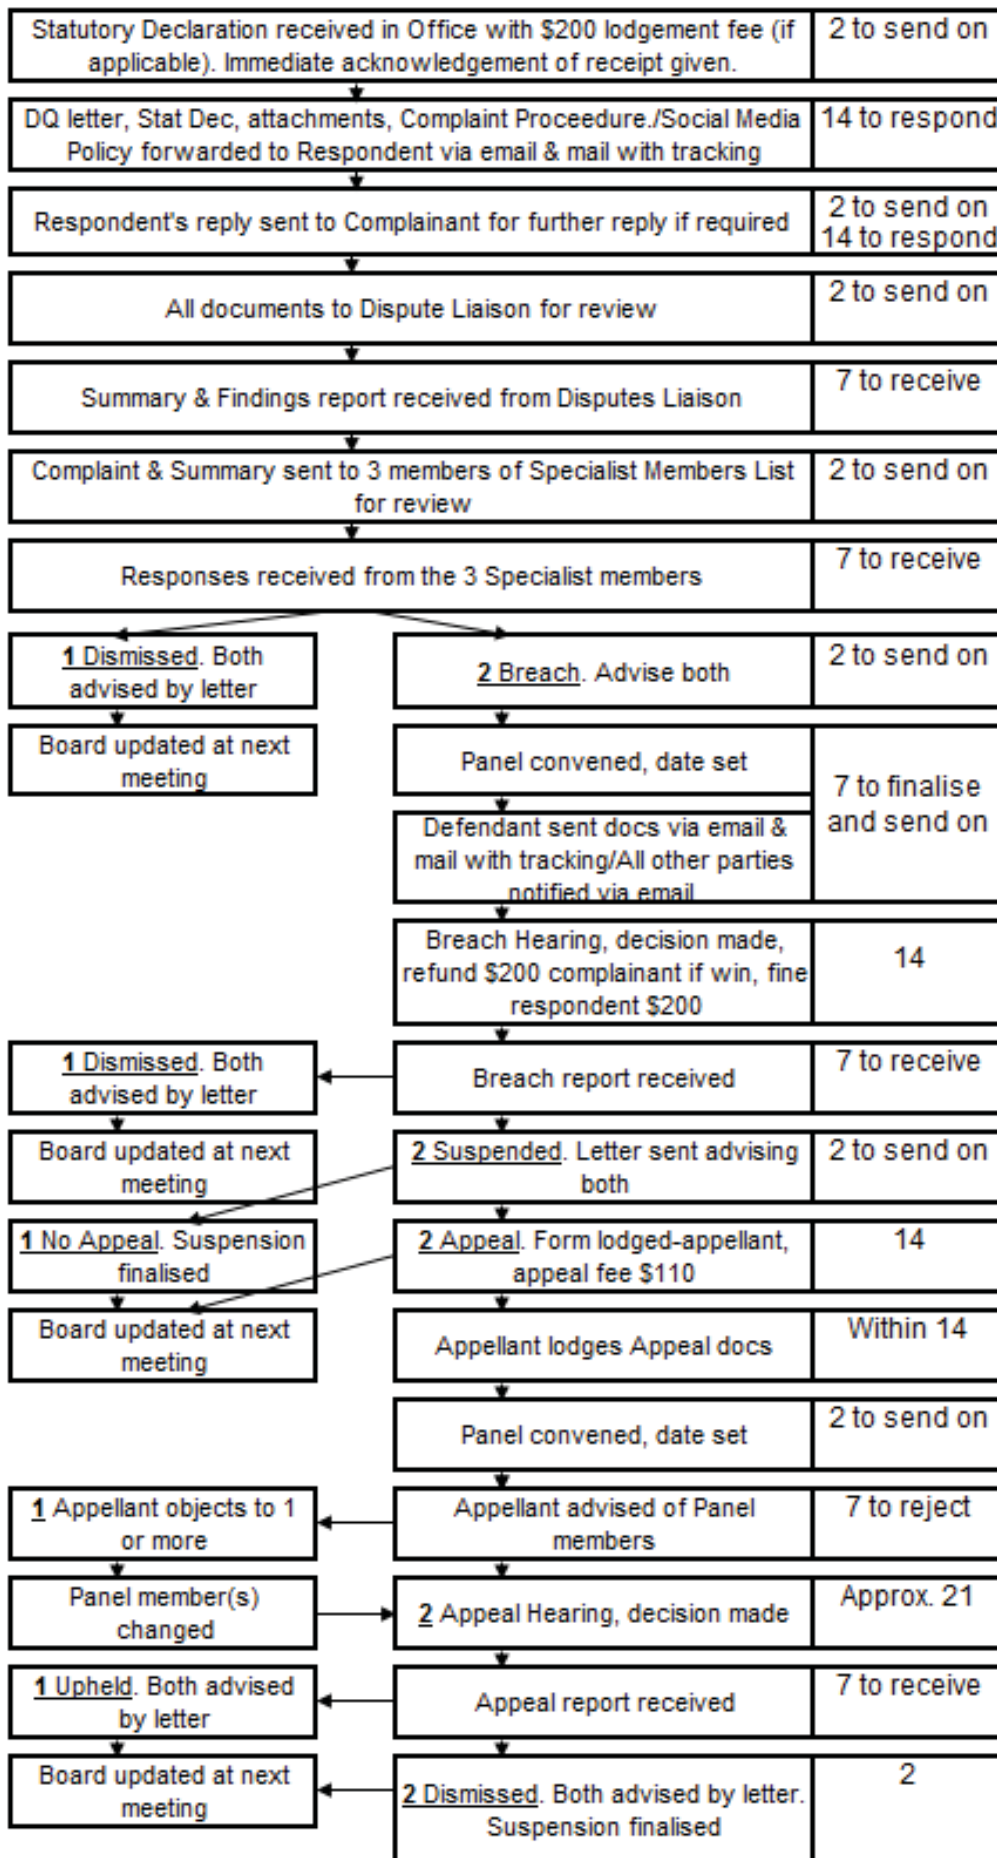 Statutory Declaration received in Office with $200 lodgement fee (if
applicable). Immediate acknowledgement of receipt given.
2 to send on
DQ letter, Stat Dec, attachments, Complaint Proceedure./Social Media
Policy forwarded to Respondent via email & mail with tracking
14 to respond
Respondent's reply sent to Complainant for further reply if required
2 to send on
14 to respond
All documents to Dispute Liaison for review
2 to send on
Summary & Findings report received from Disputes Liaison
7 to receive
Complaint & Summary sent to 3 members of Specialist Members List
for review
2 to send on
Responses received from the 3 Specialist members
7 to receive
1 Dismissed. Both
advised by letter
2 Breach. Advise both
2 to send on
Board updated at next
meeting
Panel convened, date set
7 to finalise
and send on
Defendant sent docs via email &
mail with tracking/All other parties
notified via email
Breach Hearing, decision made,
refund $200 complainant if win, fine
respondent $200
14
1 Dismissed. Both
advised by letter
Breach report received
7 to receive
Board updated at next
meeting
2 Suspended. Letter sent advising
both
2 to send on
1 No Appeal. Suspension
finalised
2 Appeal. Form lodged-appellant,
appeal fee $110
14
Board updated at next
meeting
Appellant lodges Appeal docs
Within 14
Panel convened, date set
2 to send on
1 Appellant objects to 1
or more
Appellant advised of Panel
members
7 to reject
Panel member(s)
changed
2 Appeal Hearing, decision made
Approx. 21
1 Upheld. Both advised
by letter
Appeal report received
7 to receive
Board updated at next
meeting
2 Dismissed. Both advised by letter.
Suspension finalised
2